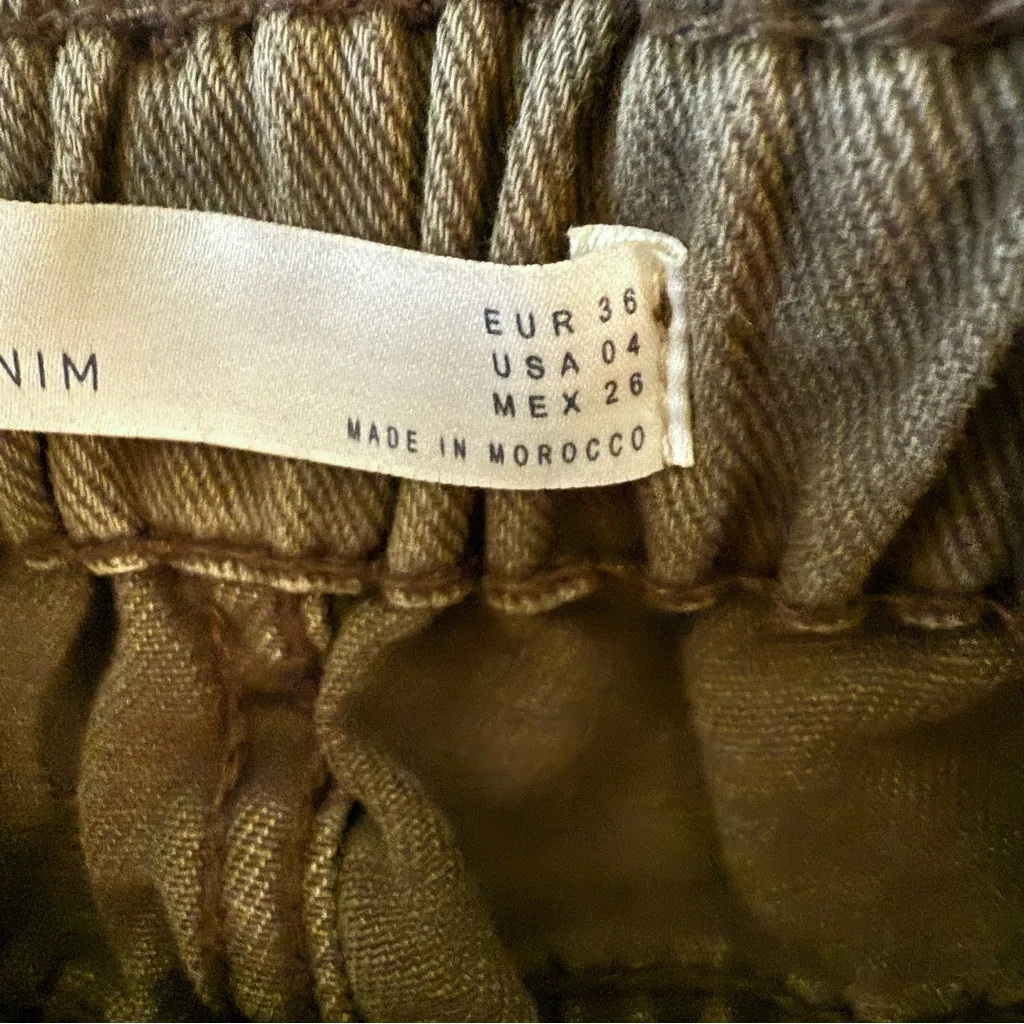 NIM
EUR 36
USA 04
MEX 26
MADE IN MOROCCO